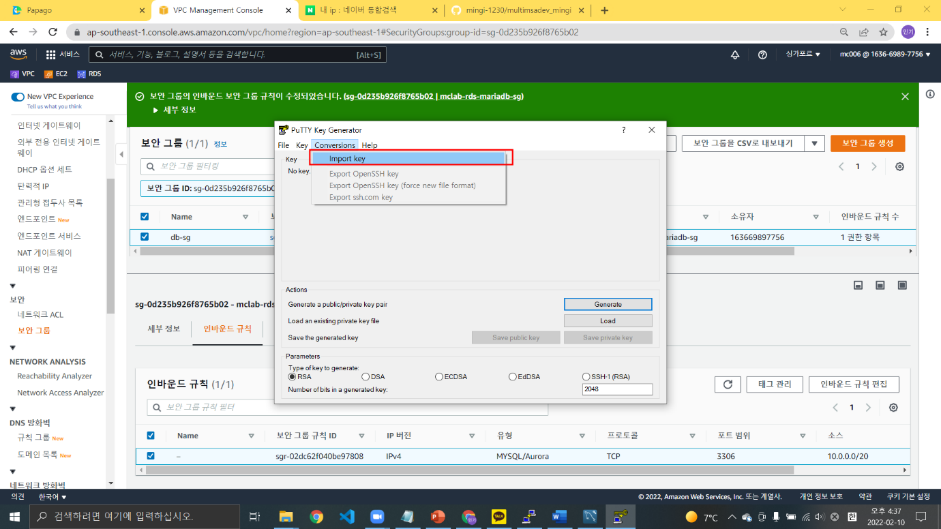 Papago
VPC Management Console
내 ip : 네이버 통합검색
mingi-1230/multimsadev_mingi
ap-southeast-1.console.aws.amazon.com/vpc/home?region=ap-southeast-1#SecurityGroups:group-id=sg-0d235b926f8765b02
민기
aws
서비스
서비스, 기능, 블로그, 설명서 등을 검색합니다.
[Alt+S]
싱가포르
mc006 @ 1636-6989-7756
VPC
EC2
RDS
New VPC Experience
Tell us what you think
인터넷 게이트웨이
외부 전용 인터넷 게이트
웨이
DHCP 옵션 세트
탄력적 IP
관리형 접두사 목록
엔드포인트 New
엔드포인트 서비스
NAT 게이트웨이
피어링 연결
보안
네트워크 ACL
보안 그룹
NETWORK ANALYSIS
Reachability Analyzer
Network Access Analyzer
DNS 방화벽
규칙 그룹 New
도메인 목록 New
네트워크 방화벽
보안 그룹의 인바운드 보안 그룹 규칙이 수정되었습니다. (sg-0d235b926f8765b02 | mclab-rds-mariadb-sg)
세부 정보
보안 그룹 (1/1) 정보
보안 그룹을 CSV로 내보내기
보안 그룹 생성
보안 그룹 필터링
1
보안 그룹 ID: sg-0d235b926f8765b02
Name
소유자
인바운드 규칙 수
db-sg
163669897756
1 권한 항목
PuTTY Key Generator
?
File Key Conversions Help
Import key
Export OpenSSH key
Export OpenSSH key (force new file format)
Export ssh.com key
Key
No key
Actions
Generate a public/private key pair
Generate
Load an existing private key file
Load
Save the generated key
Save public key
Save private key
Parameters
Type of key to generate:
RSA
DSA
ECDSA
EdDSA
SSH-1 (RSA)
Number of bits in a generated key:
2048
sg-0d235b926f8765b02 - mclab-rds
세부 정보
인바운드 규칙
인바운드 규칙 (1/1)
태그 관리
인바운드 규칙 편집
보안 그룹 규칙 필터
1
Name
보안 그룹 규칙 ID
IP 버전
유형
프로토콜
포트 범위
소스
–
sgr-02dc62f040be97808
IPv4
MYSQL/Aurora
TCP
3306
10.0.0.0/20
의견
한국어
© 2022, Amazon Web Services, Inc. 또는 계열사.
개인 정보 보호
약관
쿠키 기본 설정
검색하려면 여기에 입력하십시오.
7°C
오후 4:37
2022-02-10